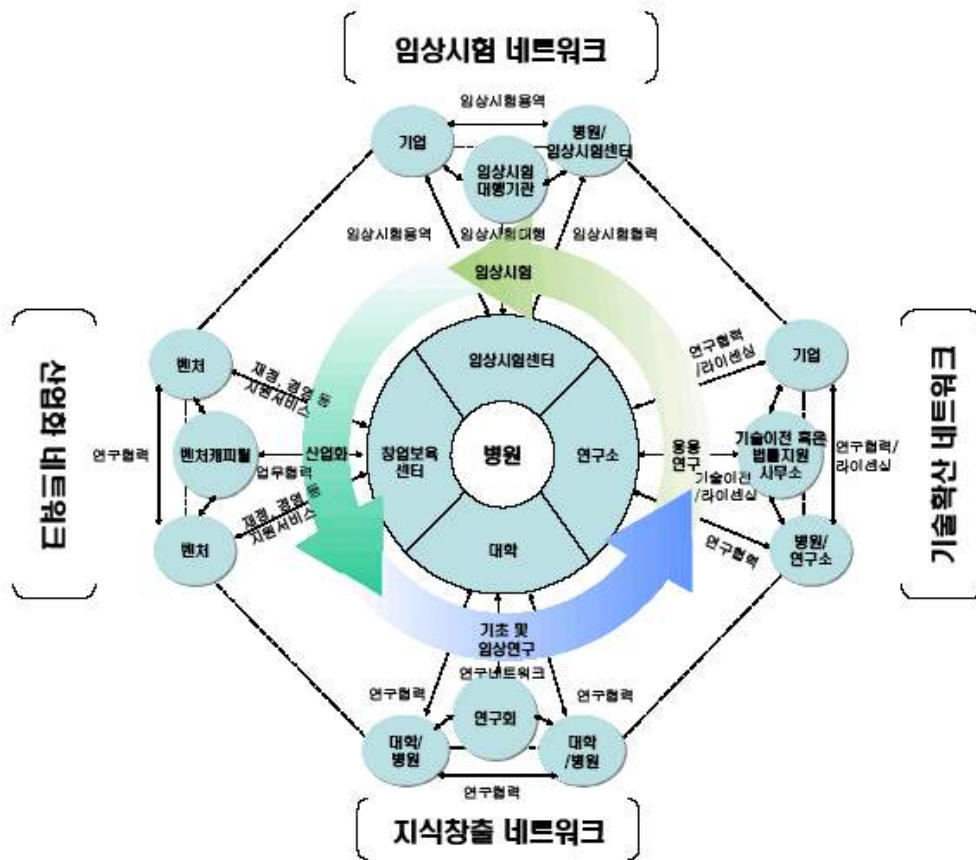 임상시험 네트워크
임상시험용역
기업
병원/
임상시험센터
임상시험
대행기관
임상시험용역
임상시험대행
임상시험협력
임상시험
산업화 네트워크
벤처
재정, 경영 등
지원서비스
연구협력
벤처캐피털
업무협력
산업화
재정, 경영 등
지원서비스
벤처
임상시험센터
창업보육
센터
병원
연구소
대학
연구협력
/라이센싱
기업
응용
연구
기술이전 혹은
법률지원
사무소
연구협력/
라이센싱
기술이전
/라이센싱
연구협력
병원/
연구소
기술확산 네트워크
기초 및
임상연구
연구네트워크
연구협력
연구회
연구협력
대학/
병원
대학
/병원
연구협력
지식창출 네트워크